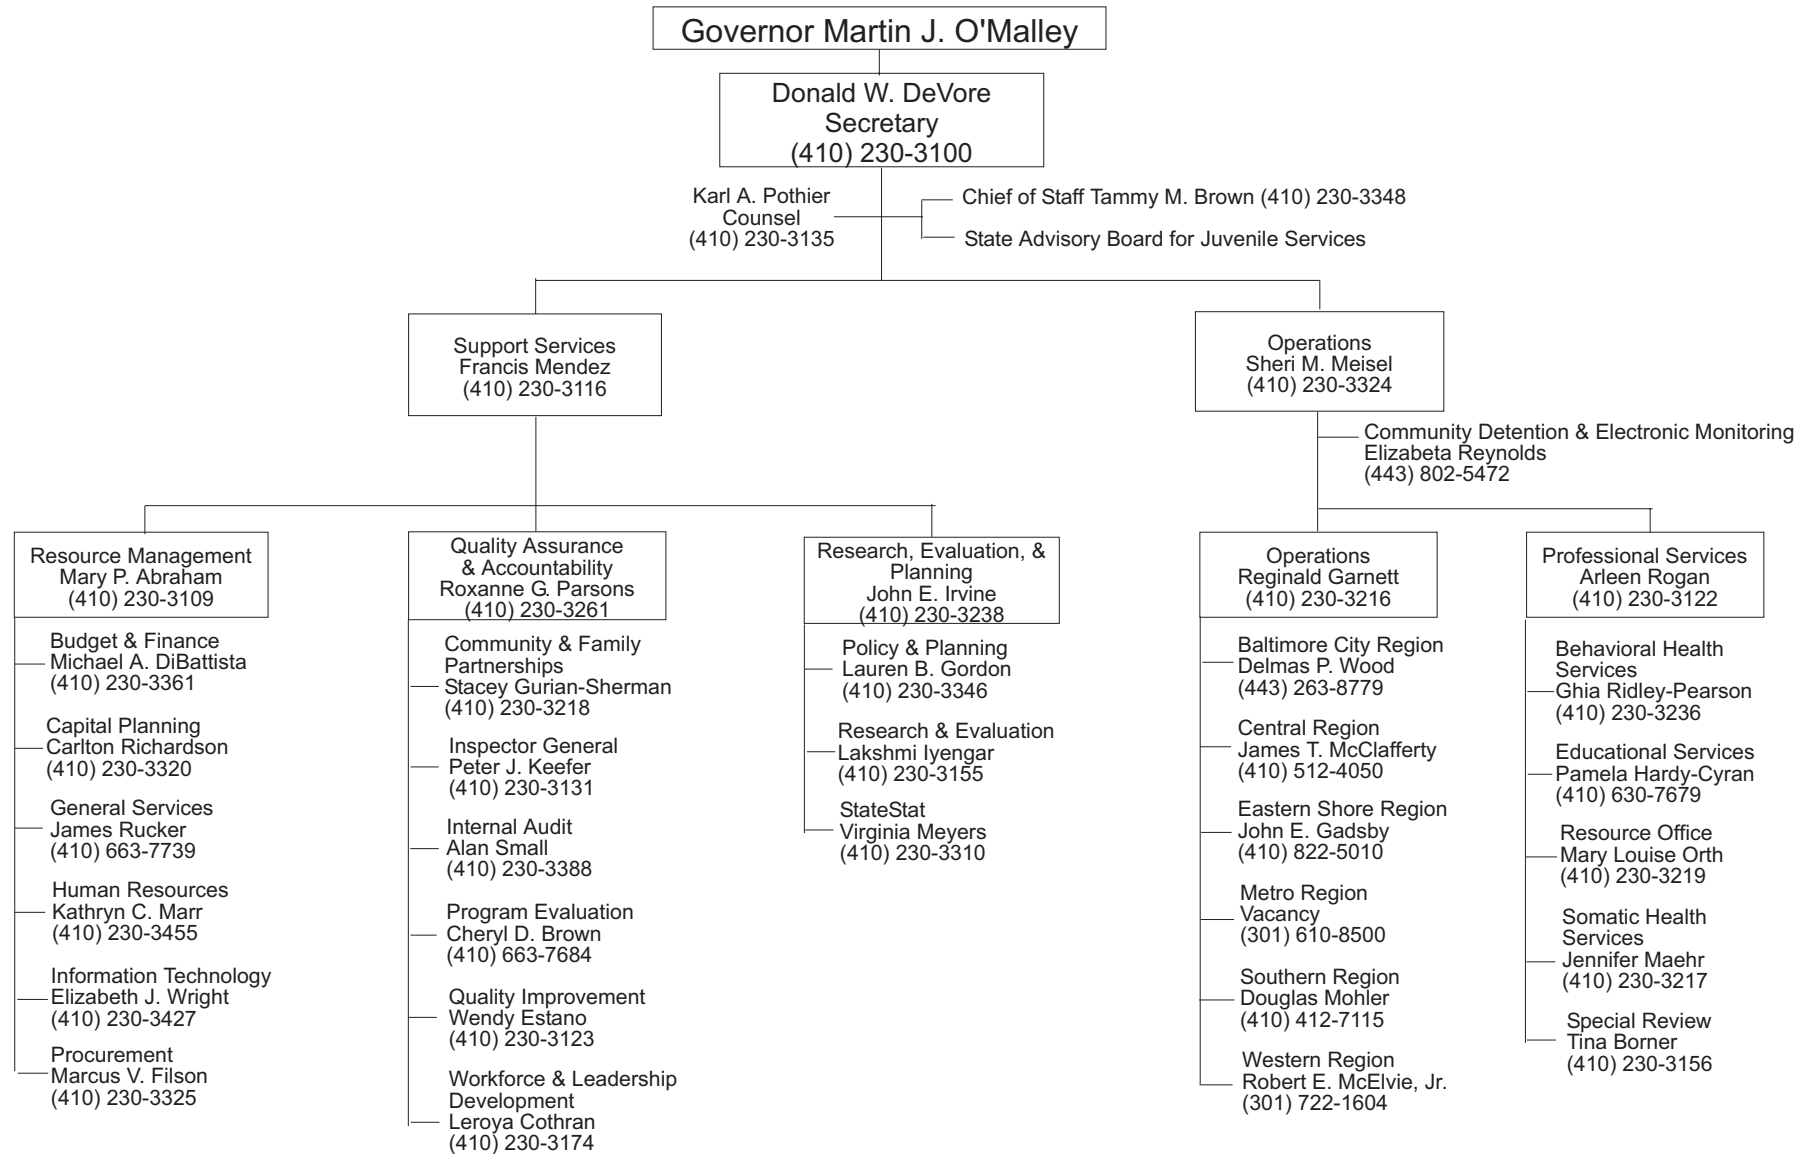 Governor Martin J. O'Malley
Donald W. DeVore
Secretary
(410) 230-3100
Karl A. Pothier
Counsel
(410) 230-3135
Chief of Staff Tammy M. Brown (410) 230-3348
State Advisory Board for Juvenile Services
Support Services
Francis Mendez
(410) 230-3116
Operations
Sheri M. Meisel
(410) 230-3324
Community Detention & Electronic Monitoring
Elizabeta Reynolds
(443) 802-5472
Resource Management
Mary P. Abraham
(410) 230-3109
Budget & Finance
Michael A. DiBattista
(410) 230-3361
Capital Planning
Carlton Richardson
(410) 230-3320
General Services
James Rucker
(410) 663-7739
Human Resources
Kathryn C. Marr
(410) 230-3455
Information Technology
Elizabeth J. Wright
(410) 230-3427
Procurement
Marcus V. Filson
(410) 230-3325
Quality Assurance
& Accountability
Roxanne G. Parsons
(410) 230-3261
Community & Family
Partnerships
Stacey Gurian-Sherman
(410) 230-3218
Inspector General
Peter J. Keefer
(410) 230-3131
Internal Audit
Alan Small
(410) 230-3388
Program Evaluation
Cheryl D. Brown
(410) 663-7684
Quality Improvement
Wendy Estano
(410) 230-3123
Workforce & Leadership
Development
Leroya Cothran
(410) 230-3174
Research, Evaluation, &
Planning
John E. Irvine
(410) 230-3238
Policy & Planning
Lauren B. Gordon
(410) 230-3346
Research & Evaluation
Lakshmi Iyengar
(410) 230-3155
StateStat
Virginia Meyers
(410) 230-3310
Operations
Reginald Garnett
(410) 230-3216
Baltimore City Region
Delmas P. Wood
(443) 263-8779
Central Region
James T. McClafferty
(410) 512-4050
Eastern Shore Region
John E. Gadsby
(410) 822-5010
Metro Region
Vacancy
(301) 610-8500
Southern Region
Douglas Mohler
(410) 412-7115
Western Region
Robert E. McElvie, Jr.
(301) 722-1604
Professional Services
Arleen Rogan
(410) 230-3122
Behavioral Health
Services
Ghia Ridley-Pearson
(410) 230-3236
Educational Services
Pamela Hardy-Cyran
(410) 630-7679
Resource Office
Mary Louise Orth
(410) 230-3219
Somatic Health
Services
Jennifer Maehr
(410) 230-3217
Special Review
Tina Borner
(410) 230-3156